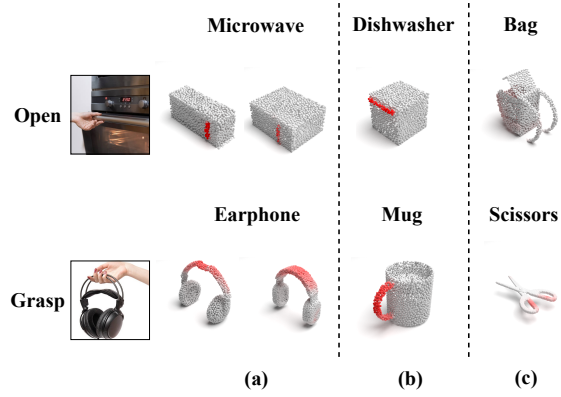 Microwave Dishwasher Bag
Open
Earphone Mug Scissors
Grasp
(a) (b) (c)